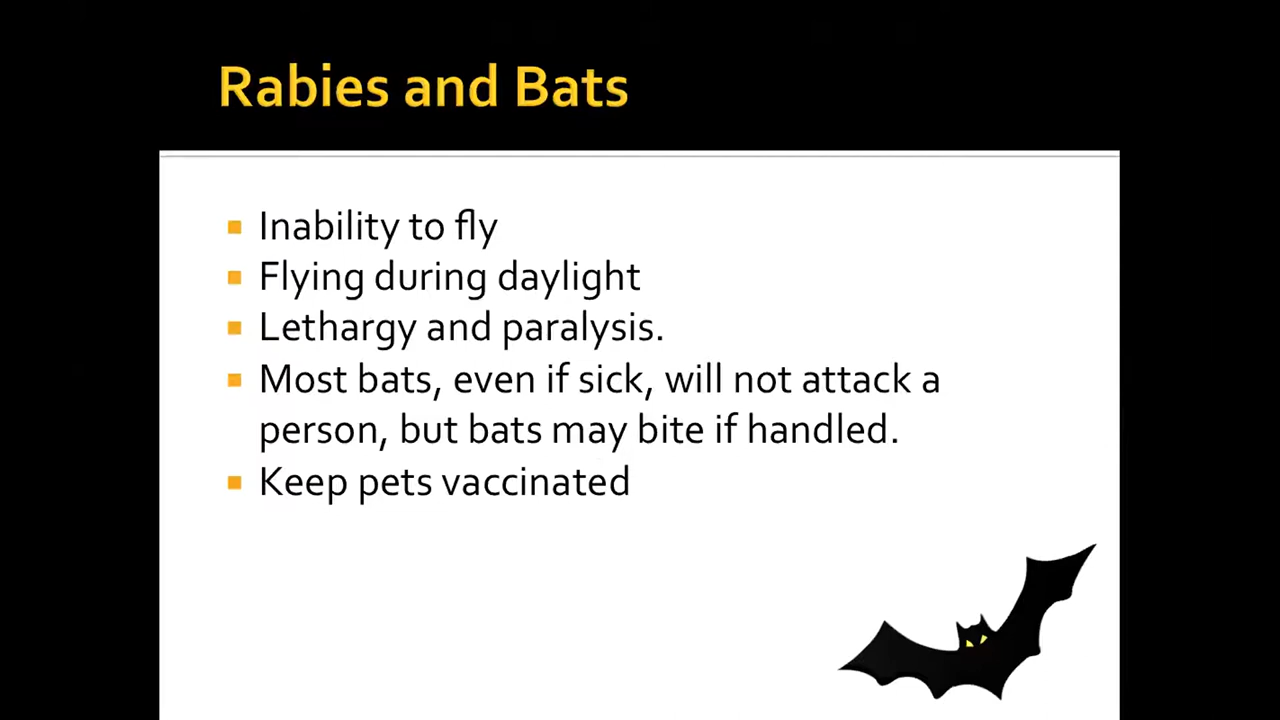 Rabies and Bats
Inability to fly
Flying during daylight
Lethargy and paralysis.
Most bats, even if sick, will not attack a
person, but bats may bite if handled.
Keep pets vaccinated